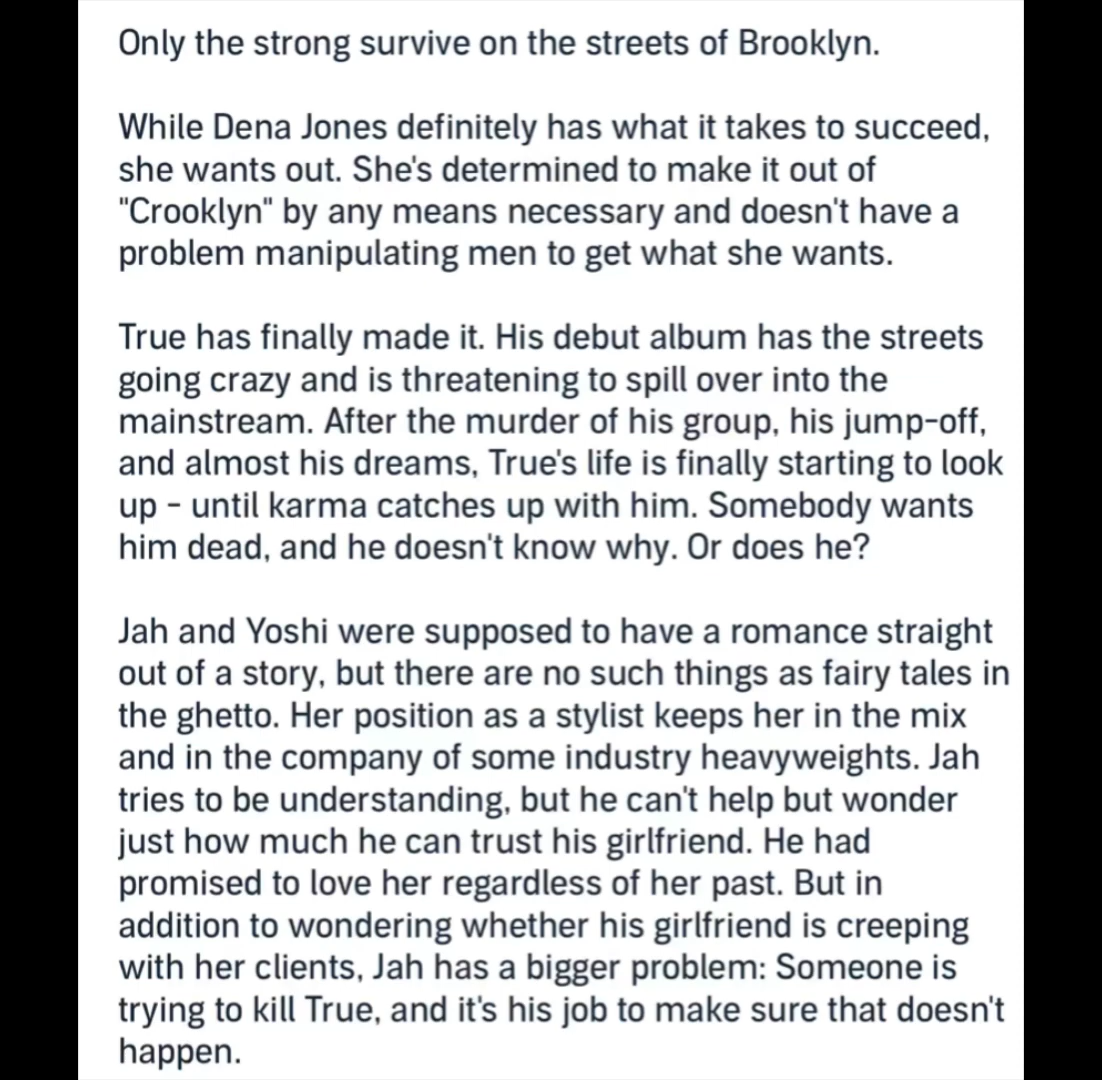 Only the strong survive on the streets of Brooklyn.
While Dena Jones definitely has what it takes to succeed,
she wants out. She's determined to make it out of
"Crooklyn" by any means necessary and doesn't have a
problem manipulating men to get what she wants.
True has finally made it. His debut album has the streets
going crazy and is threatening to spill over into the
mainstream. After the murder of his group, his jump-off,
and almost his dreams, True's life is finally starting to look
up - until karma catches up with him. Somebody wants
him dead, and he doesn't know why. Or does he?
Jah and Yoshi were supposed to have a romance straight
out of a story, but there are no such things as fairy tales in
the ghetto. Her position as a stylist keeps her in the mix
and in the company of some industry heavyweights. Jah
tries to be understanding, but he can't help but wonder
just how much he can trust his girlfriend. He had
promised to love her regardless of her past. But in
addition to wondering whether his girlfriend is creeping
with her clients, Jah has a bigger problem: Someone is
trying to kill True, and it's his job to make sure that doesn't
happen.